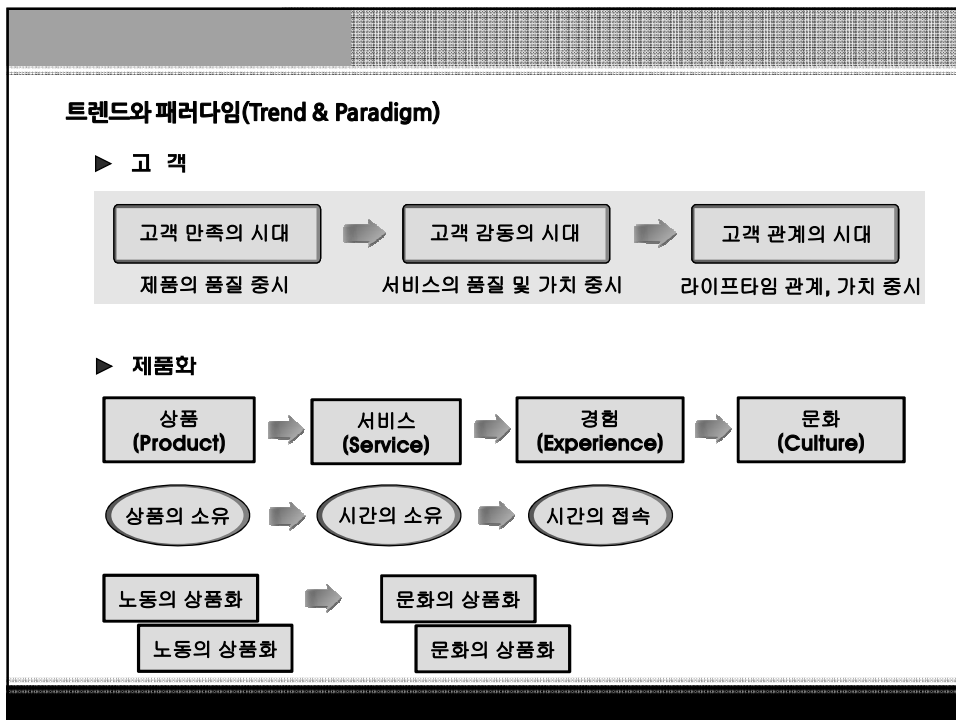 트렌드와 패러다임(Trend & Paradigm)
▶ 고 객
고객 만족의 시대
고객 감동의 시대
고객 관계의 시대
제품의 품질 중시
서비스의 품질 및 가치 중시
라이프타임 관계, 가치 중시
▶ 제품화
상품
(Product)
서비스
(Service)
경험
(Experience)
문화
(Culture)
상품의 소유
시간의 소유
시간의 접속
노동의 상품화
문화의 상품화
노동의 상품화
문화의 상품화